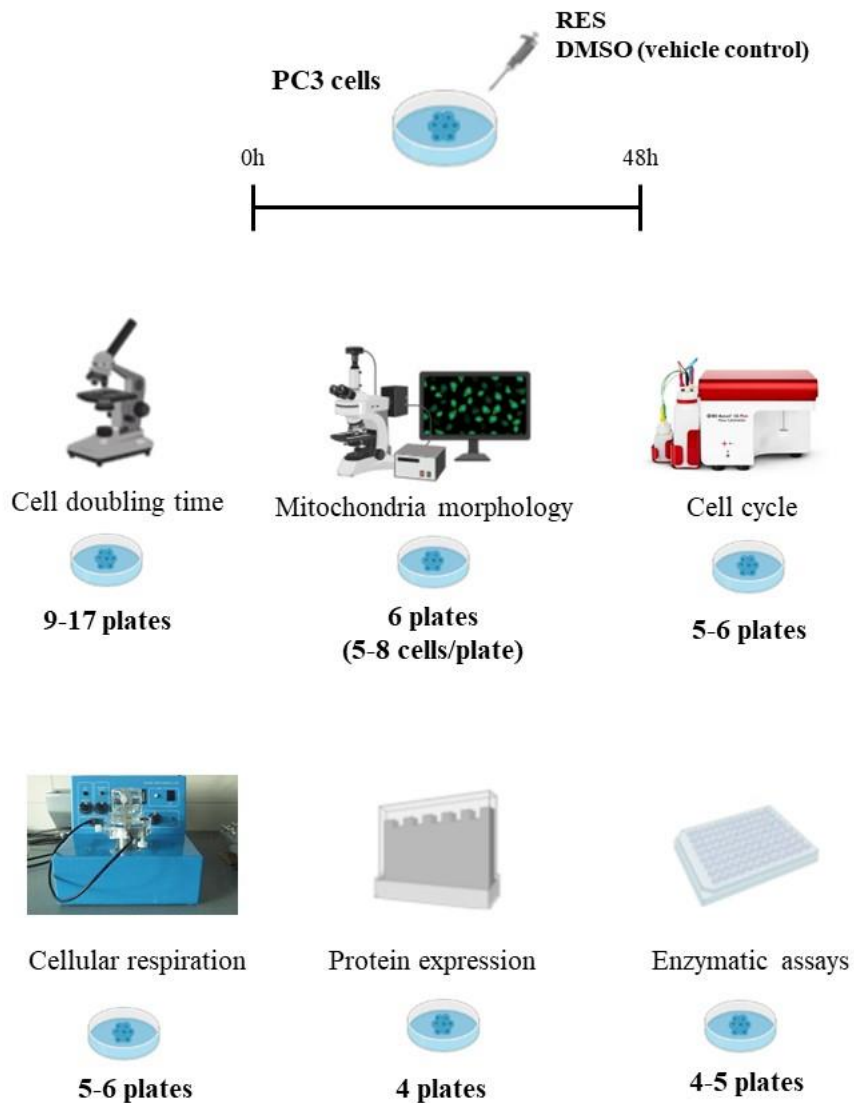 RES
DMSO (vehicle control)
PC3 cells
0h
48h
Cell doubling time
Mitochondria morphology
Cell cycle
9-17 plates
6 plates
(5-8 cells/plate)
5-6 plates
Cellular respiration
Protein expression
Enzymatic assays
5-6 plates
4 plates
4-5 plates